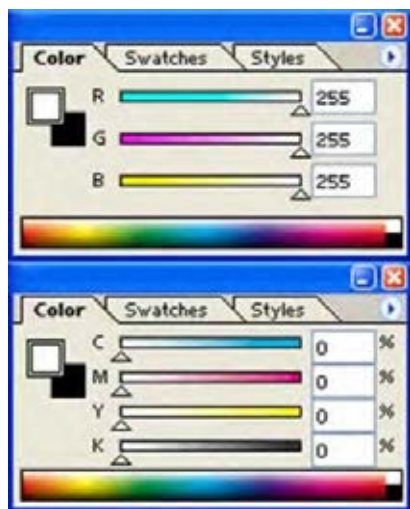 Color Swatches Styles
R 255
G 255
B 255
Color Swatches Styles
C 0 %
M 0 %
Y 0 %
K 0 %